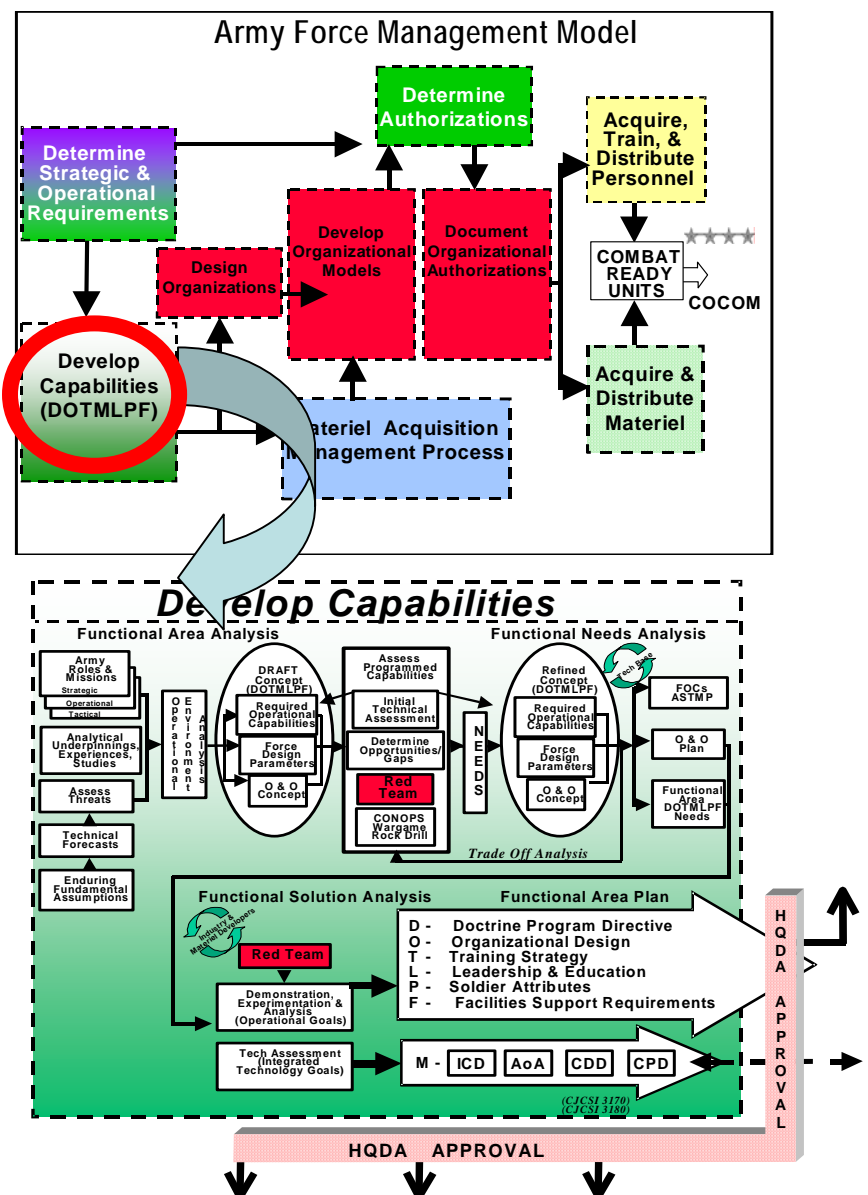 Army Force Management Model
Determine
Authorizations
Acquire,
Train, &
Distribute
Personnel
Determine
Strategic &
Operational
Requirements
Develop
Organizational
Models
Document
Organizational
Authorizations
Design
Organizations
COMBAT
READY
UNITS
COCOM
Develop
Capabilities
(DOTMLPF)
Acquire &
Distribute
Materiel
ateriel Acquisition
anagement Process
Develop Capabilities
Functional Area Analysis
Functional Needs Analysis
Army
Roles &
Missions
Strategic
Operational
Tactical
Analytical
Underpinnings,
Experiences,
Studies
Assess
Threats
Technical
Forecasts
Enduring
Fundamental
Assumptions
Operational
Environment
Analysis
DRAFT
Concept
(DOTMLPF)
Required
Operational
Capabilities
Force
Design
Parameters
O & O
Concept
Assess
Programmed
Capabilities
Initial
Technical
Assessment
Determine
Opportunities/
Gaps
Red
Team
CONOPS
Wargame
Rock Drill
NEEDS
Refined
Concept
(DOTMLPF)
Required
Operational
Capabilities
Force
Design
Parameters
O & O
Concept
Tech Base
FOCs
ASTMP
O & O
Plan
Functional
Area
DOTMLPF
Needs
Trade Off Analysis
Functional Solution Analysis
Functional Area Plan
Industry &
Materiel Developers
Red Team
Demonstration,
Experimentation &
Analysis
(Operational Goals)
Tech Assessment
(Integrated
Technology Goals)
D - Doctrine Program Directive
O - Organizational Design
T - Training Strategy
L - Leadership & Education
P - Soldier Attributes
F - Facilities Support Requirements
M - ICD AoA CDD CPD
(CJCSI 3170)
(CJCSI 3180)
HQDA APPROVAL
HQDA APPROVAL